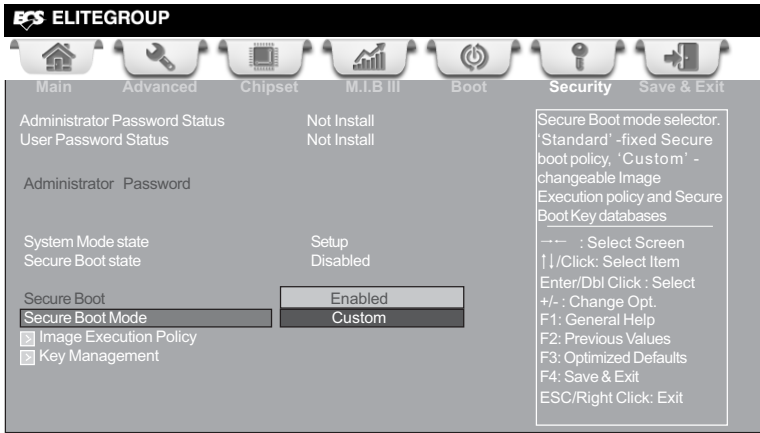 ECS ELITEGROUP
Main Advanced Chipset M.I.B III Boot Security Save & Exit
Administrator Password Status Not Install
User Password Status Not Install
Administrator Password
System Mode state Setup
Secure Boot state Disabled
Secure Boot Enabled
Secure Boot Mode Custom
Image Execution Policy
Key Management
Secure Boot mode selector.
‘Standard’ -fixed Secure
boot policy, ‘Custom’ -
changeable Image
Execution policy and Secure
Boot Key databases
→← : Select Screen
↑↓/Click: Select Item
Enter/Dbl Click : Select
+/- : Change Opt.
F1: General Help
F2: Previous Values
F3: Optimized Defaults
F4: Save & Exit
ESC/Right Click: Exit